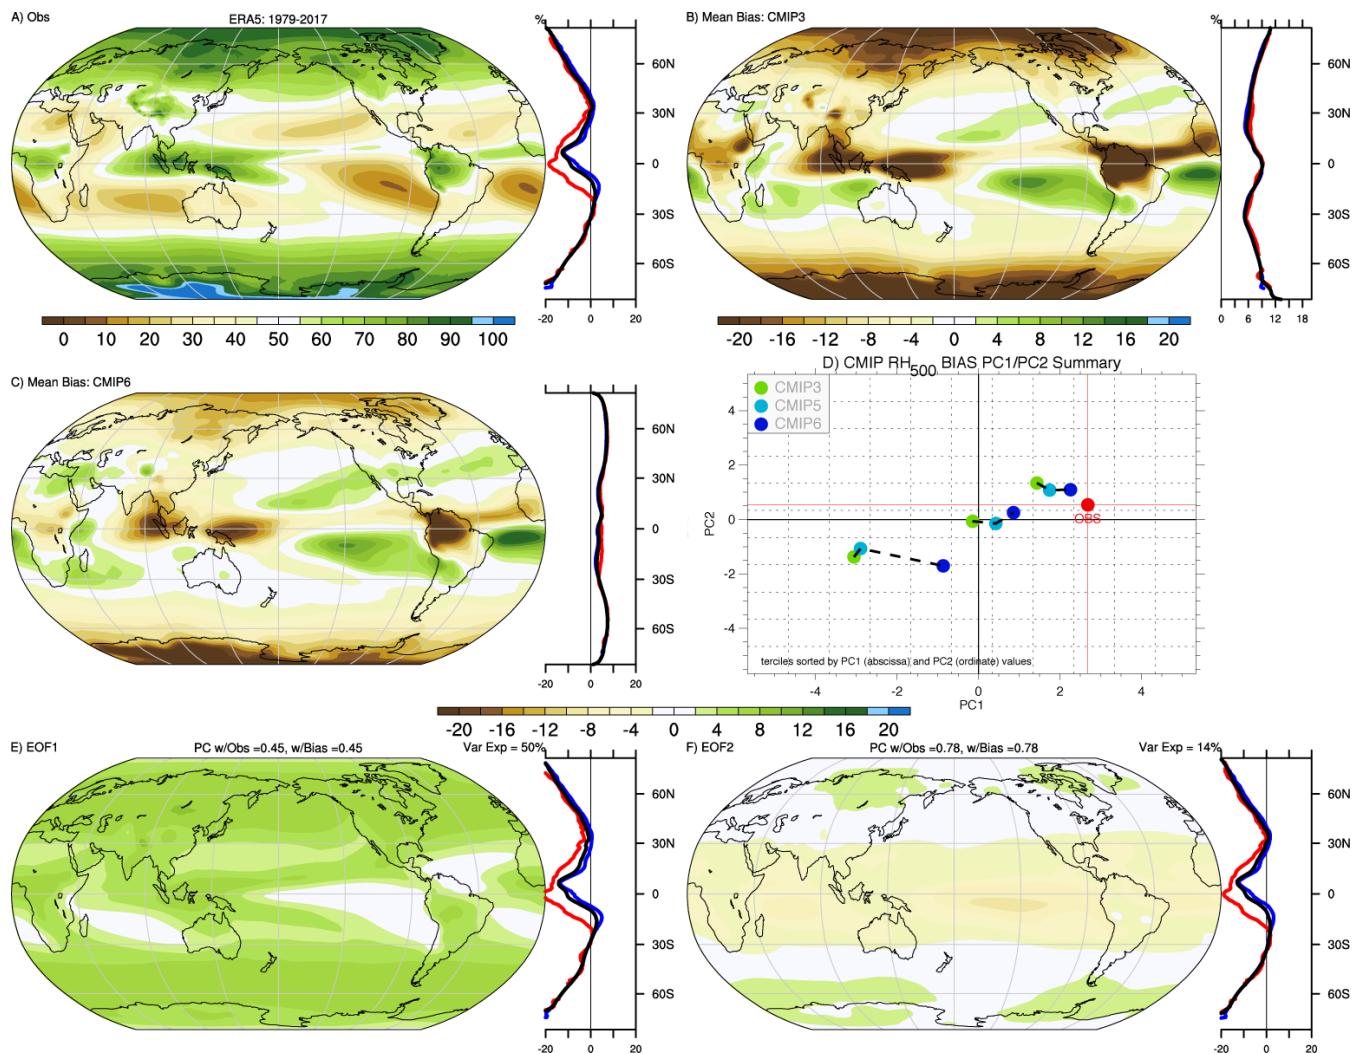 A) Obs
ERA5: 1979-2017
%
60N
30N
0
30S
60S
-20 0 20
0 10 20 30 40 50 60 70 80 90 100
B) Mean Bias: CMIP3
%
60N
30N
0
30S
60S
0 6 12 18
-20 -16 -12 -8 -4 0 4 8 12 16 20
C) Mean Bias: CMIP6
60N
30N
0
30S
60S
-20 0 20
D) CMIP RH500 BIAS PC1/PC2 Summary
CMIP3
CMIP5
CMIP6
4
2
0
-2
-4
PC2
OBS
terciles sorted by PC1 (abscissa) and PC2 (ordinate) values
-4 -2 0 2 4
PC1
-20 -16 -12 -8 -4 0 4 8 12 16 20
E) EOF1
PC w/Obs =0.45, w/Bias =0.45
Var Exp = 50%
60N
30N
0
30S
60S
-20 0 20
F) EOF2
PC w/Obs =0.78, w/Bias =0.78
Var Exp = 14%
60N
30N
0
30S
60S
-20 0 20